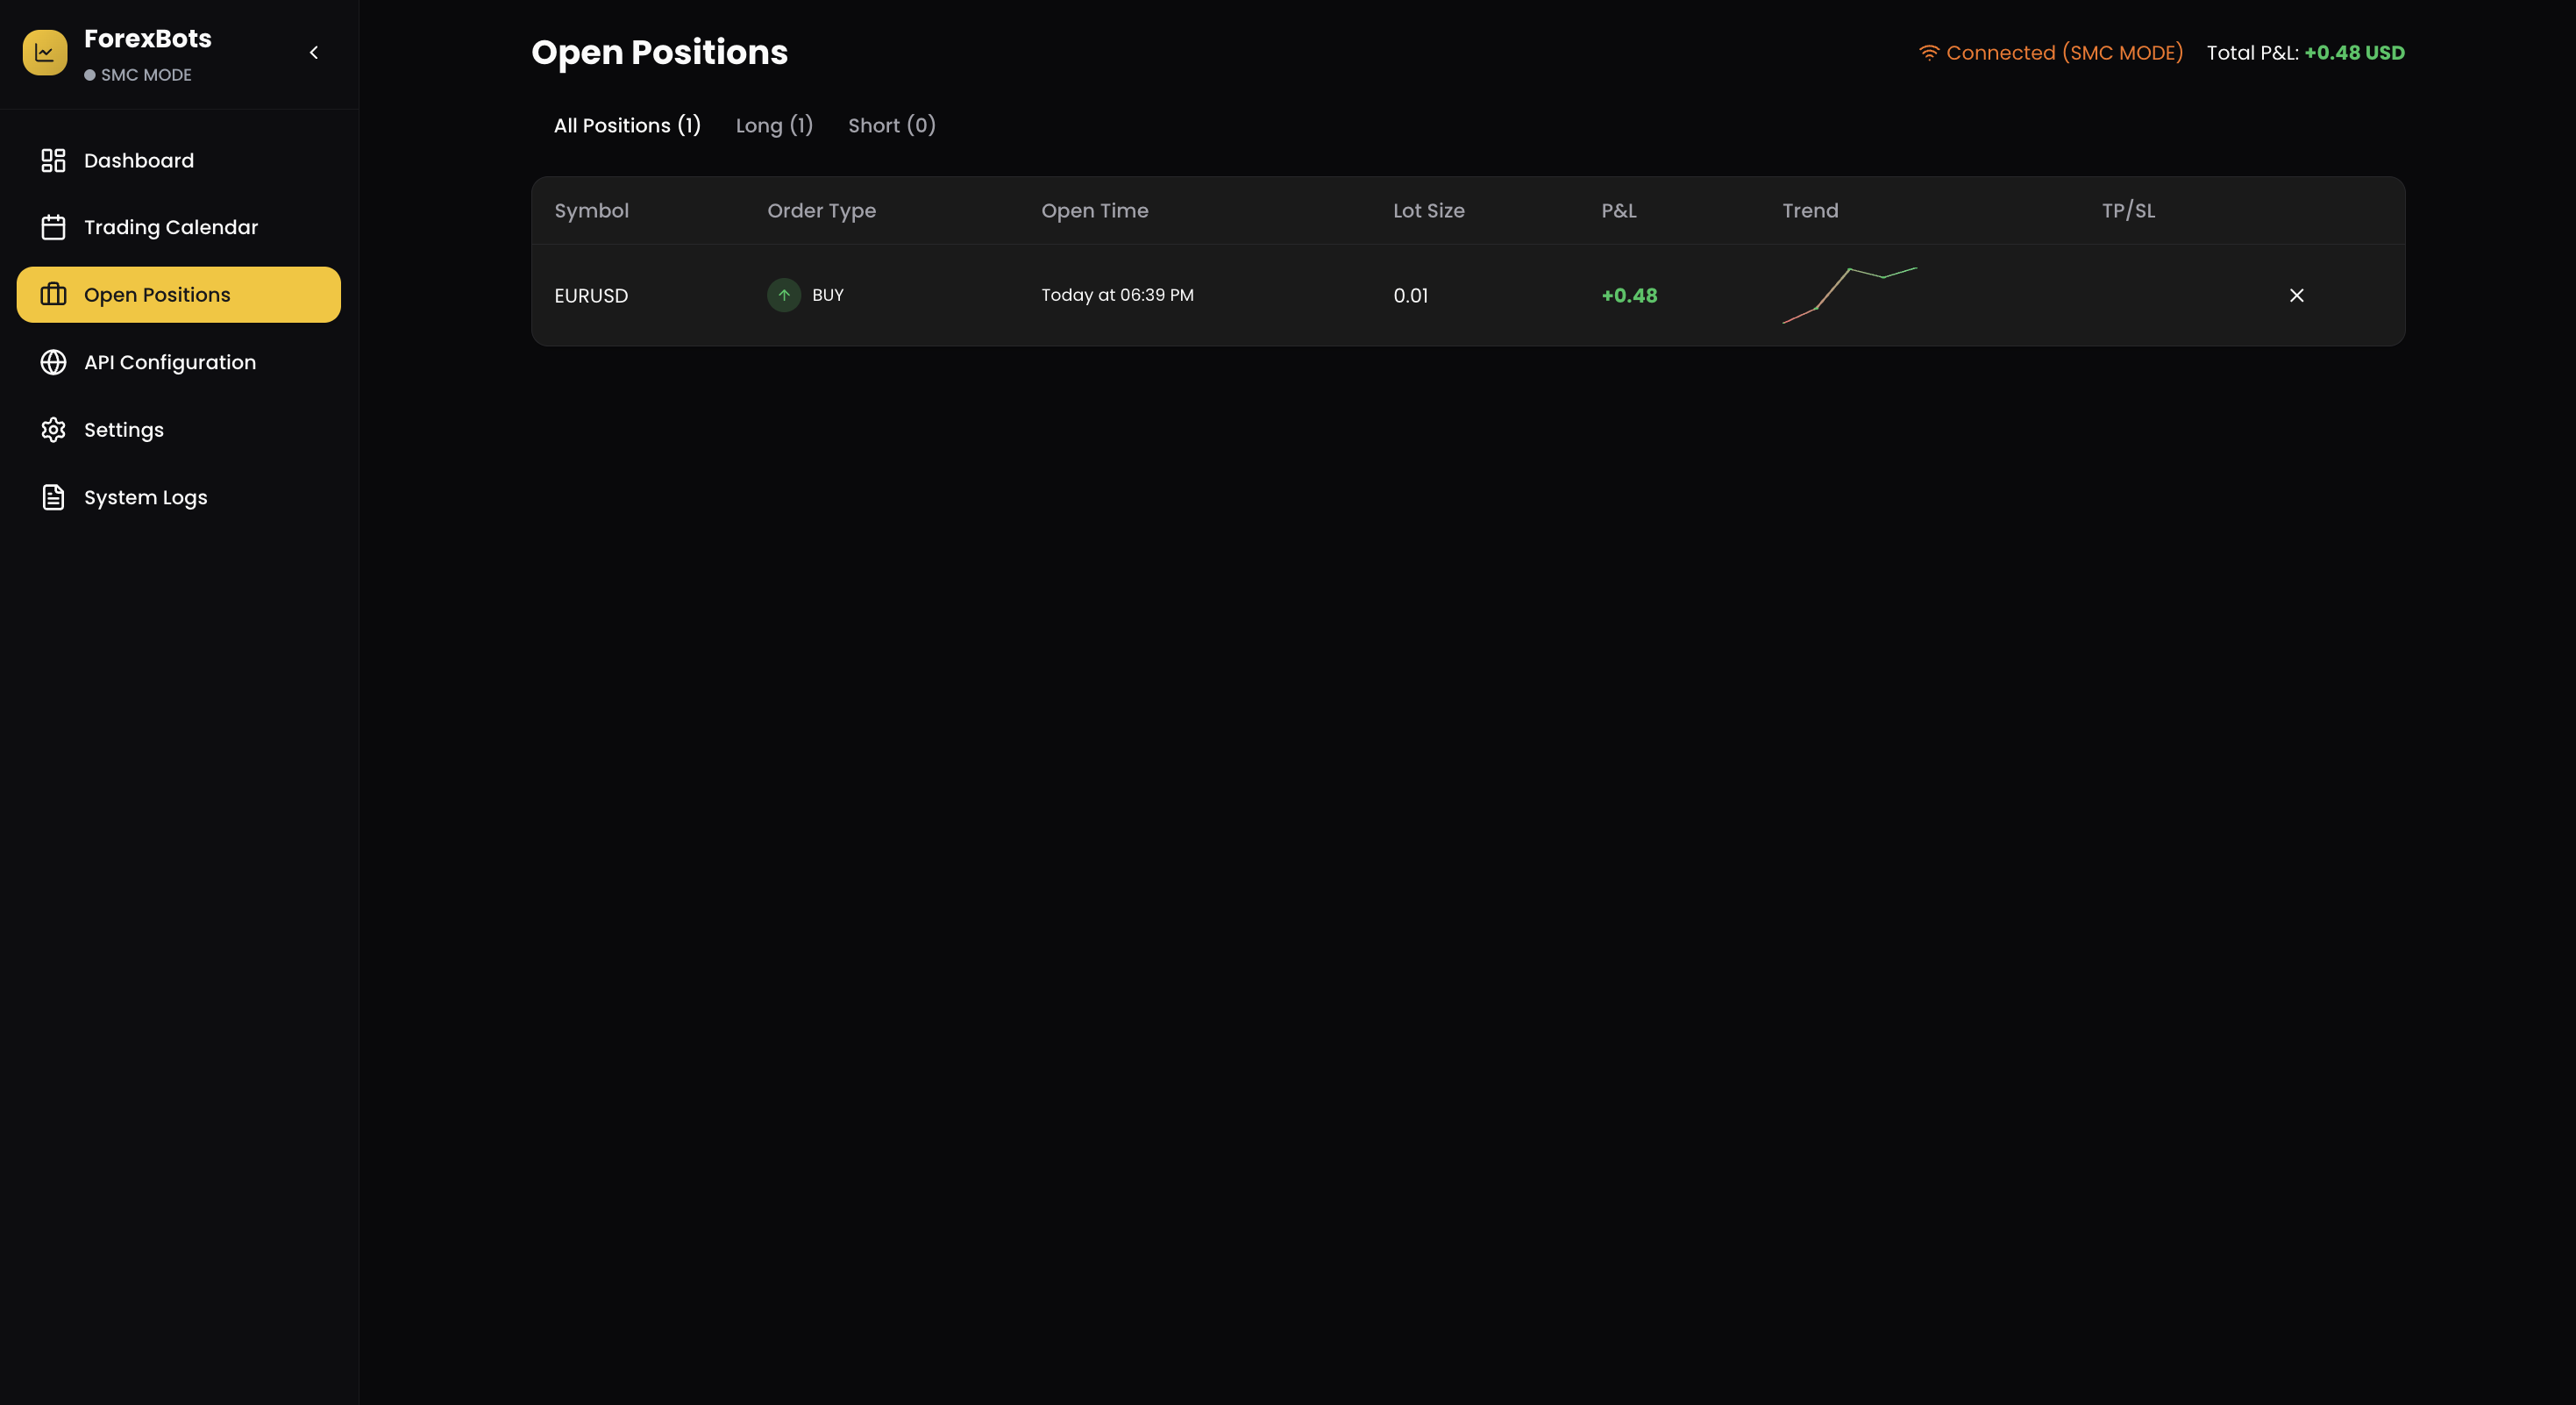 ForexBots
SMC MODE
Dashboard
Trading Calendar
Open Positions
API Configuration
Settings
System Logs
Open Positions
Connected (SMC MODE) Total P&L: +0.48 USD
All Positions (1) Long (1) Short (0)
Symbol Order Type Open Time Lot Size P&L Trend TP/SL
EURUSD BUY Today at 06:39 PM 0.01 +0.48